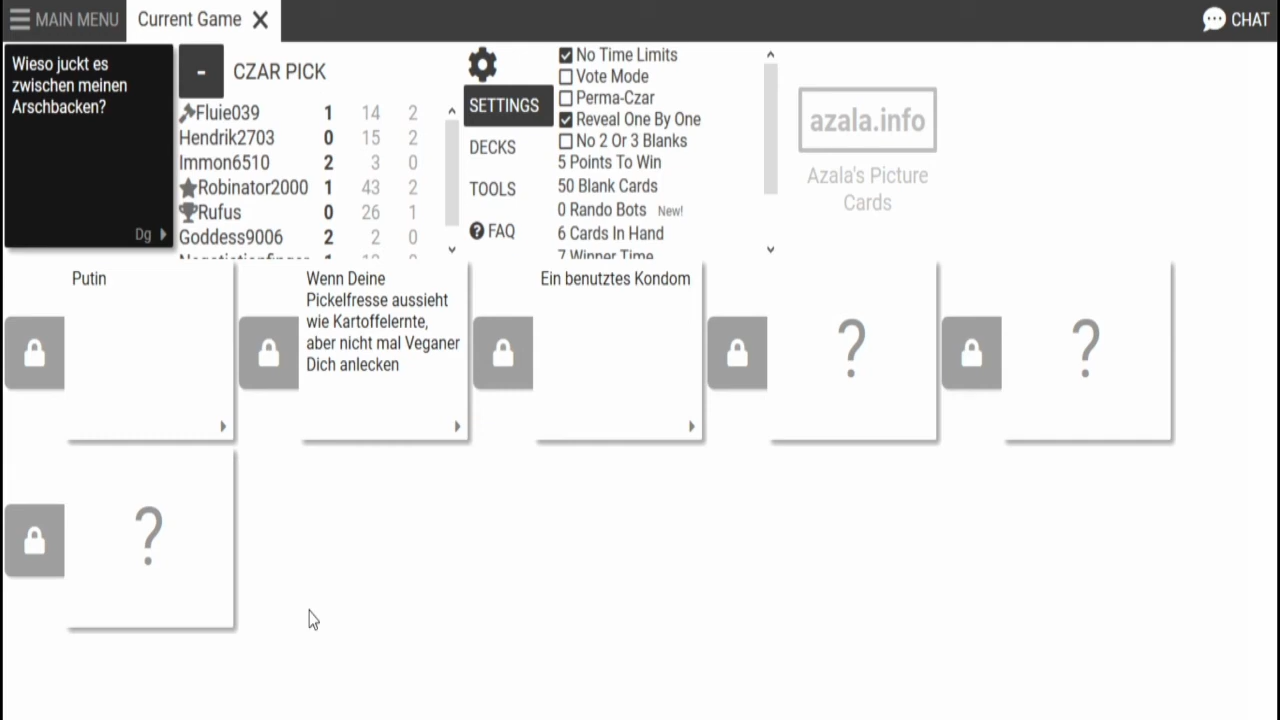 MAIN MENU
Current Game
CHAT
Wieso juckt es
zwischen meinen
Arschbacken?
Dg
-
CZAR PICK
Fluie039 1 14 2
Hendrik2703 0 15 2
Immon6510 2 3 0
Robinator2000 1 43 2
Rufus 0 26 1
Goddess9006 2 2 0
SETTINGS
DECKS
TOOLS
? FAQ
No Time Limits
Vote Mode
Perma-Czar
Reveal One By One
No 2 Or 3 Blanks
5 Points To Win
50 Blank Cards
0 Rando Bots New!
6 Cards In Hand
7 Winner Time
azala.info
Azala's Picture
Cards
Putin
Wenn Deine
Pickelfresse aussieht
wie Kartoffelernte,
aber nicht mal Veganer
Dich anlecken
Ein benutztes Kondom
?
?
?